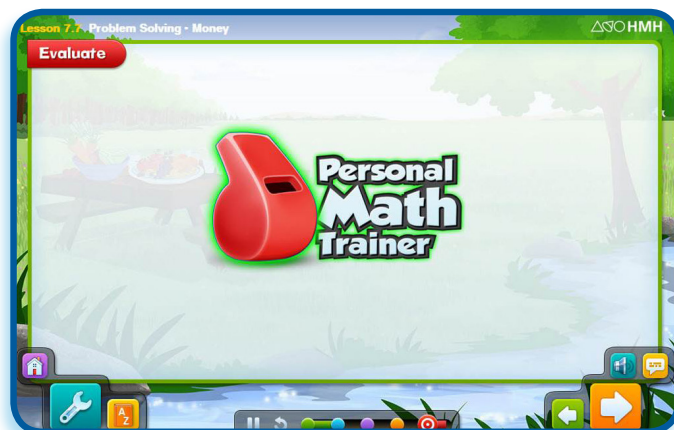 Lesson 7.7 Problem Solving - Money
HMH
Evaluate
Personal
Math
Trainer
A
Z